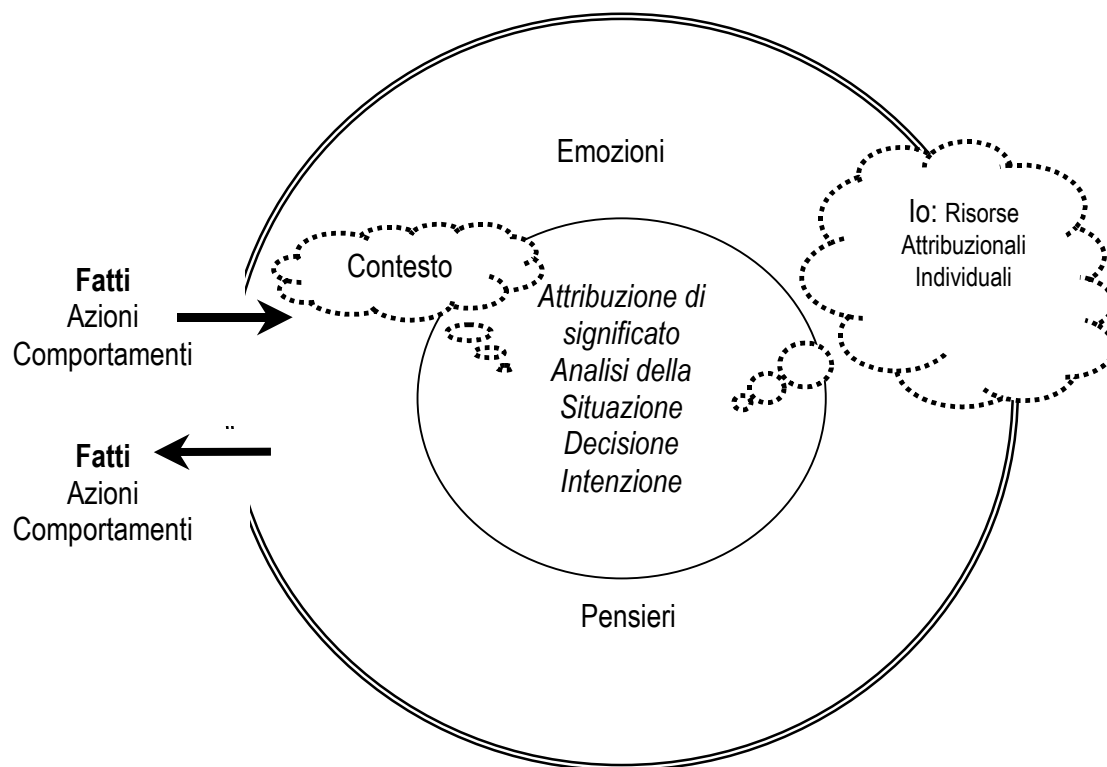 Emozioni
Io: Risorse
Attribuzionali
Individuali
Contesto
Fatti
Azioni
Comportamenti
Attribuzione di
significato
Analisi della
Situazione
Decisione
Intenzione
¨
Fatti
Azioni
Comportamenti
Pensieri